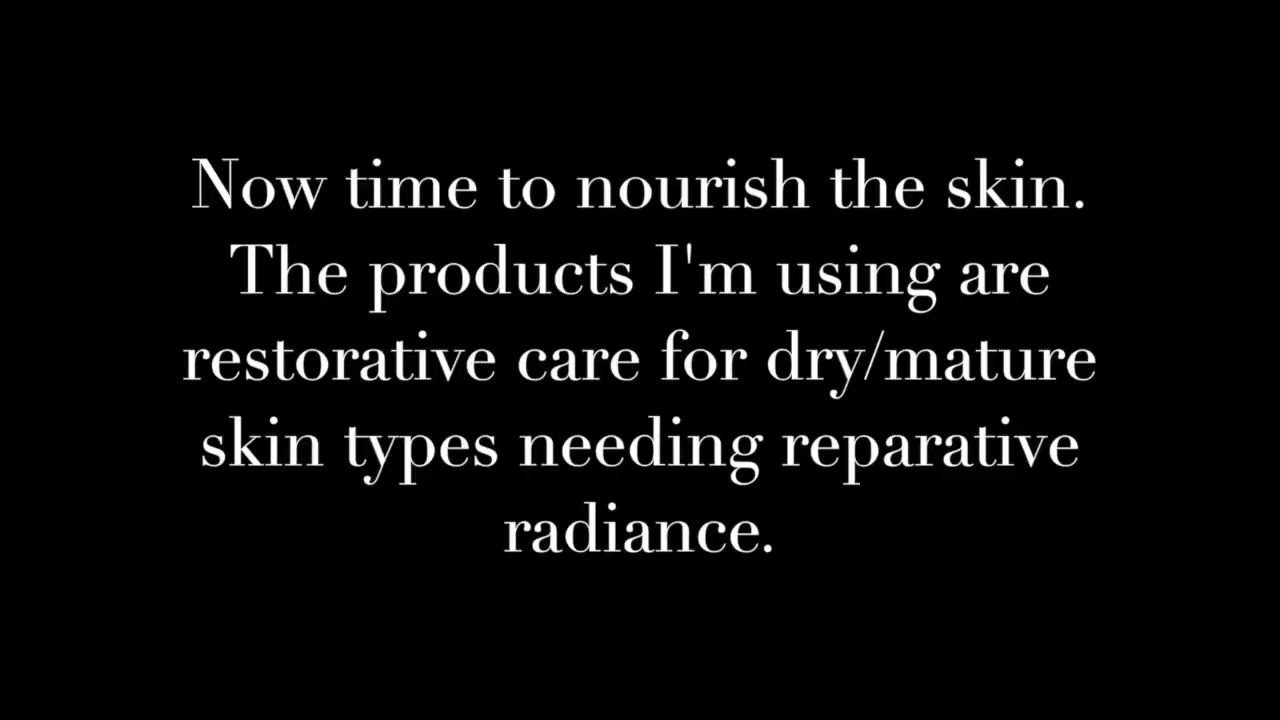 Now time to nourish the skin.
The products I'm using are
restorative care for dry/mature
skin types needing reparative
radiance.